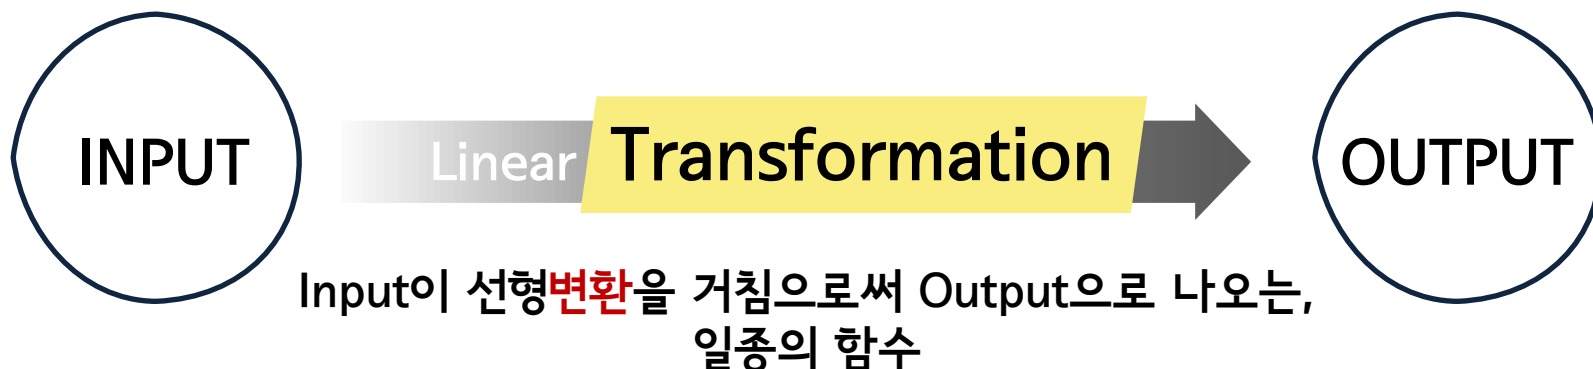 INPUT
Linear Transformation
OUTPUT
Input이 선형변환을 거침으로써 Output으로 나오는,
일종의 함수